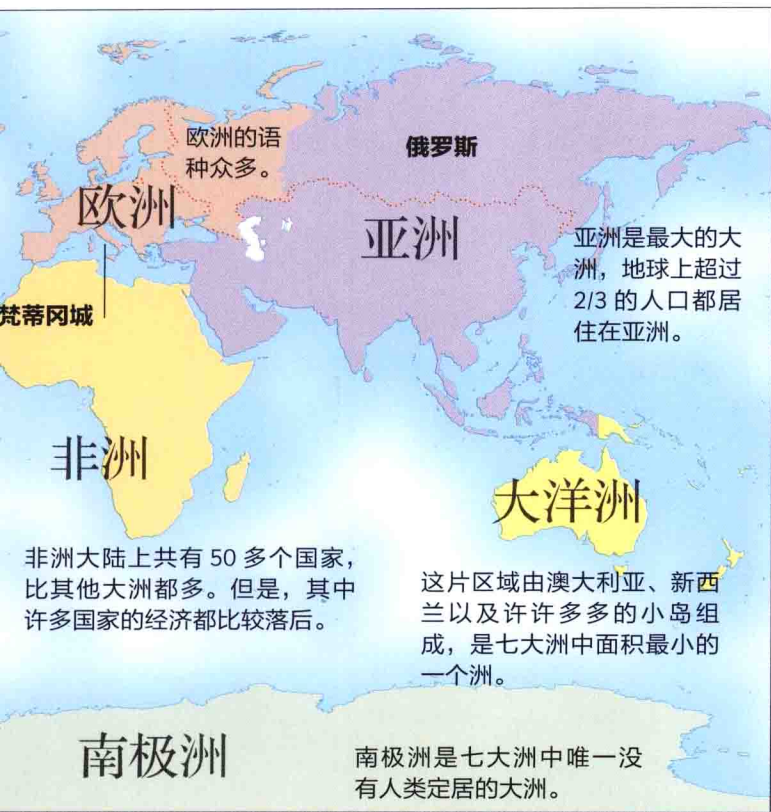 欧洲的语
种众多。
俄罗斯
欧洲
亚洲
亚洲是最大的大
洲，地球上超过
2/3 的人口都居
住在亚洲。
梵蒂冈城
非洲
大洋洲
非洲大陆上共有 50 多个国家，
比其他大洲都多。但是，其中
许多国家的经济都比较落后。
这片区域由澳大利亚、新西
兰以及许许多多的小岛组
成，是七大洲中面积最小的
一个洲。
南极洲
南极洲是七大洲中唯一没
有人类定居的大洲。